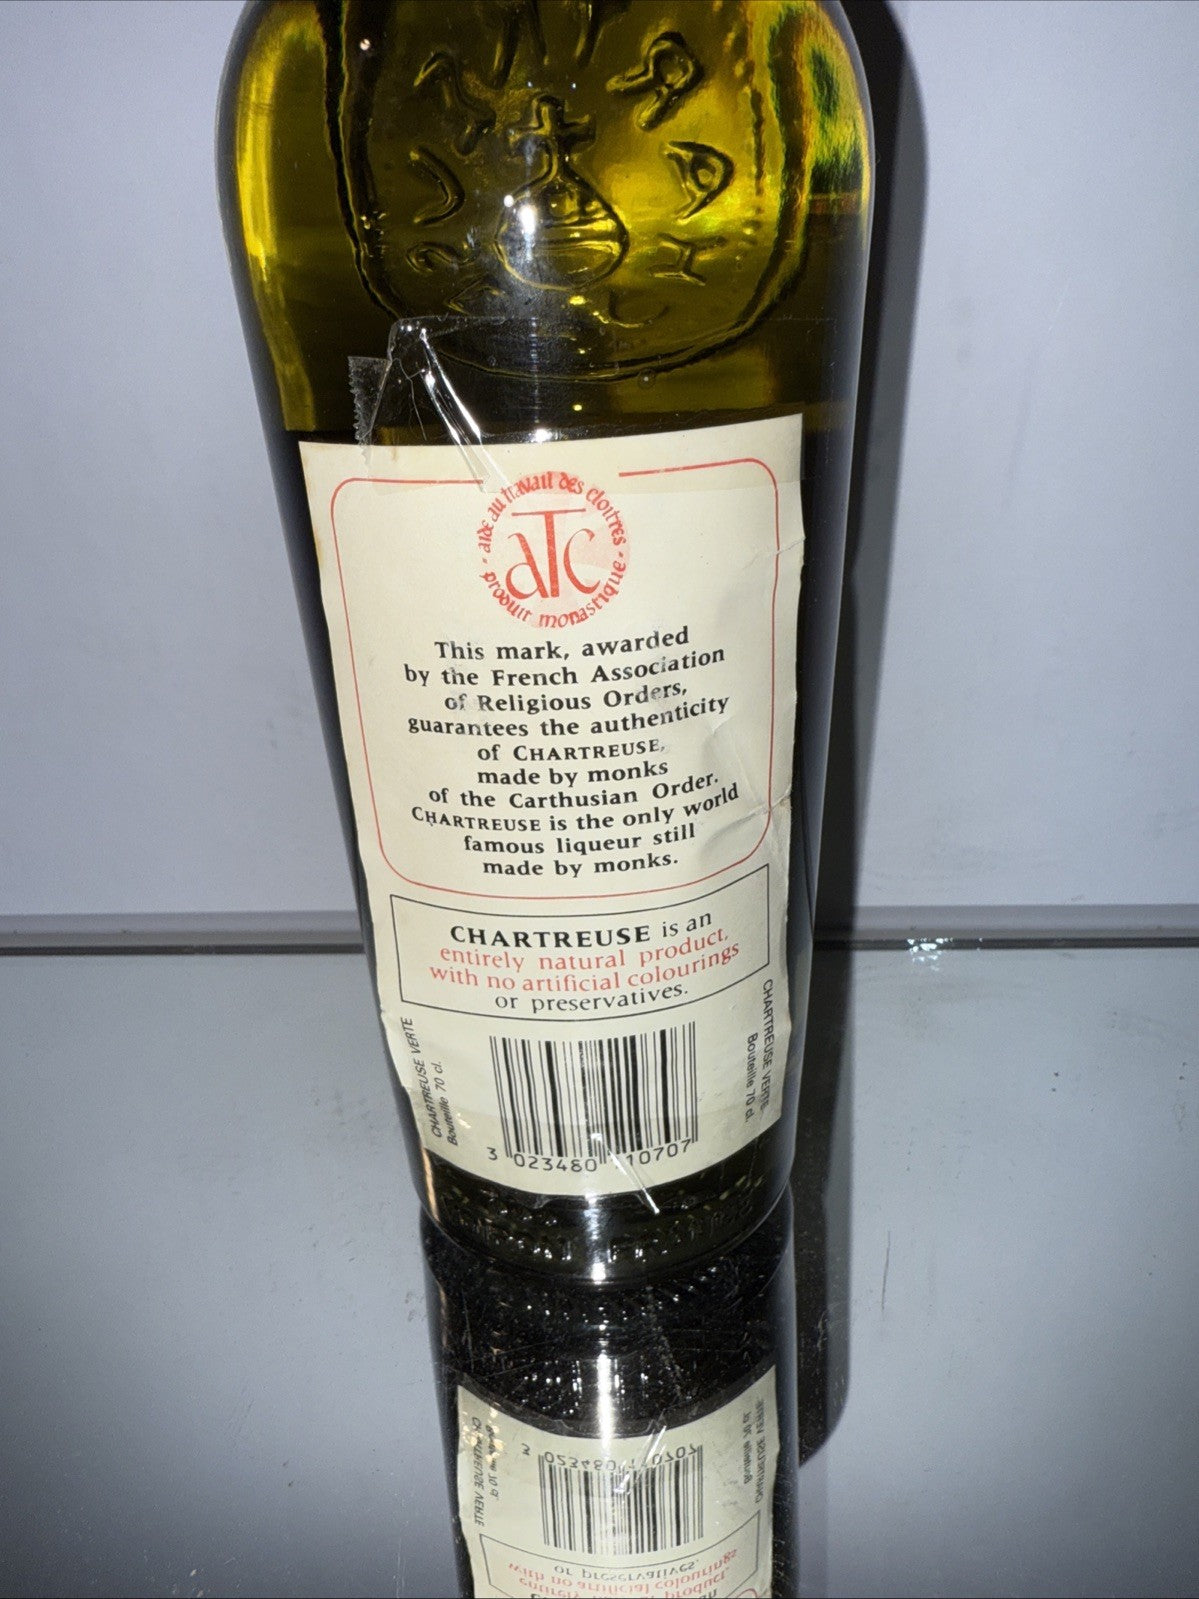 aide au travail des cloîtres
aTc
produit monastique
This mark, awarded
by the French Association
of Religious Orders,
guarantees the authenticity
of CHARTREUSE,
made by monks
of the Carthusian Order.
CHARTREUSE is the only world
famous liqueur still
made by monks.
CHARTREUSE is an
entirely natural product,
with no artificial colourings
or preservatives.
CHARTREUSE VERTE
Bouteille 70 cl.
CHARTREUSE VERTE
Bouteille 70 cl.
3 023480 110707